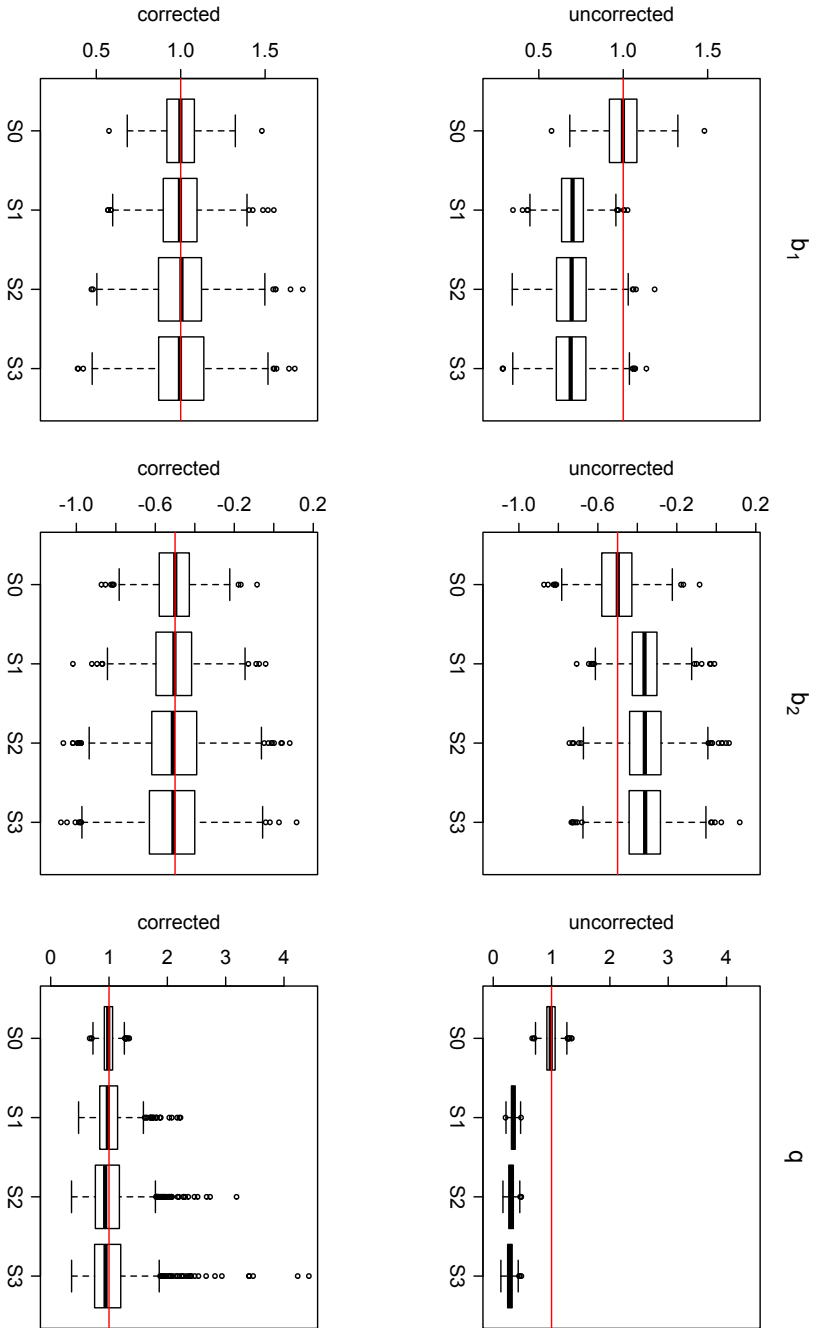 b₁
uncorrected
0.5 1.0 1.5
S0 S1 S2 S3
b₂
uncorrected
-1.0 -0.6 -0.2 0.2
S0 S1 S2 S3
q
uncorrected
0 1 2 3 4
S0 S1 S2 S3
corrected
0.5 1.0 1.5
S0 S1 S2 S3
corrected
-1.0 -0.6 -0.2 0.2
S0 S1 S2 S3
corrected
0 1 2 3 4
S0 S1 S2 S3